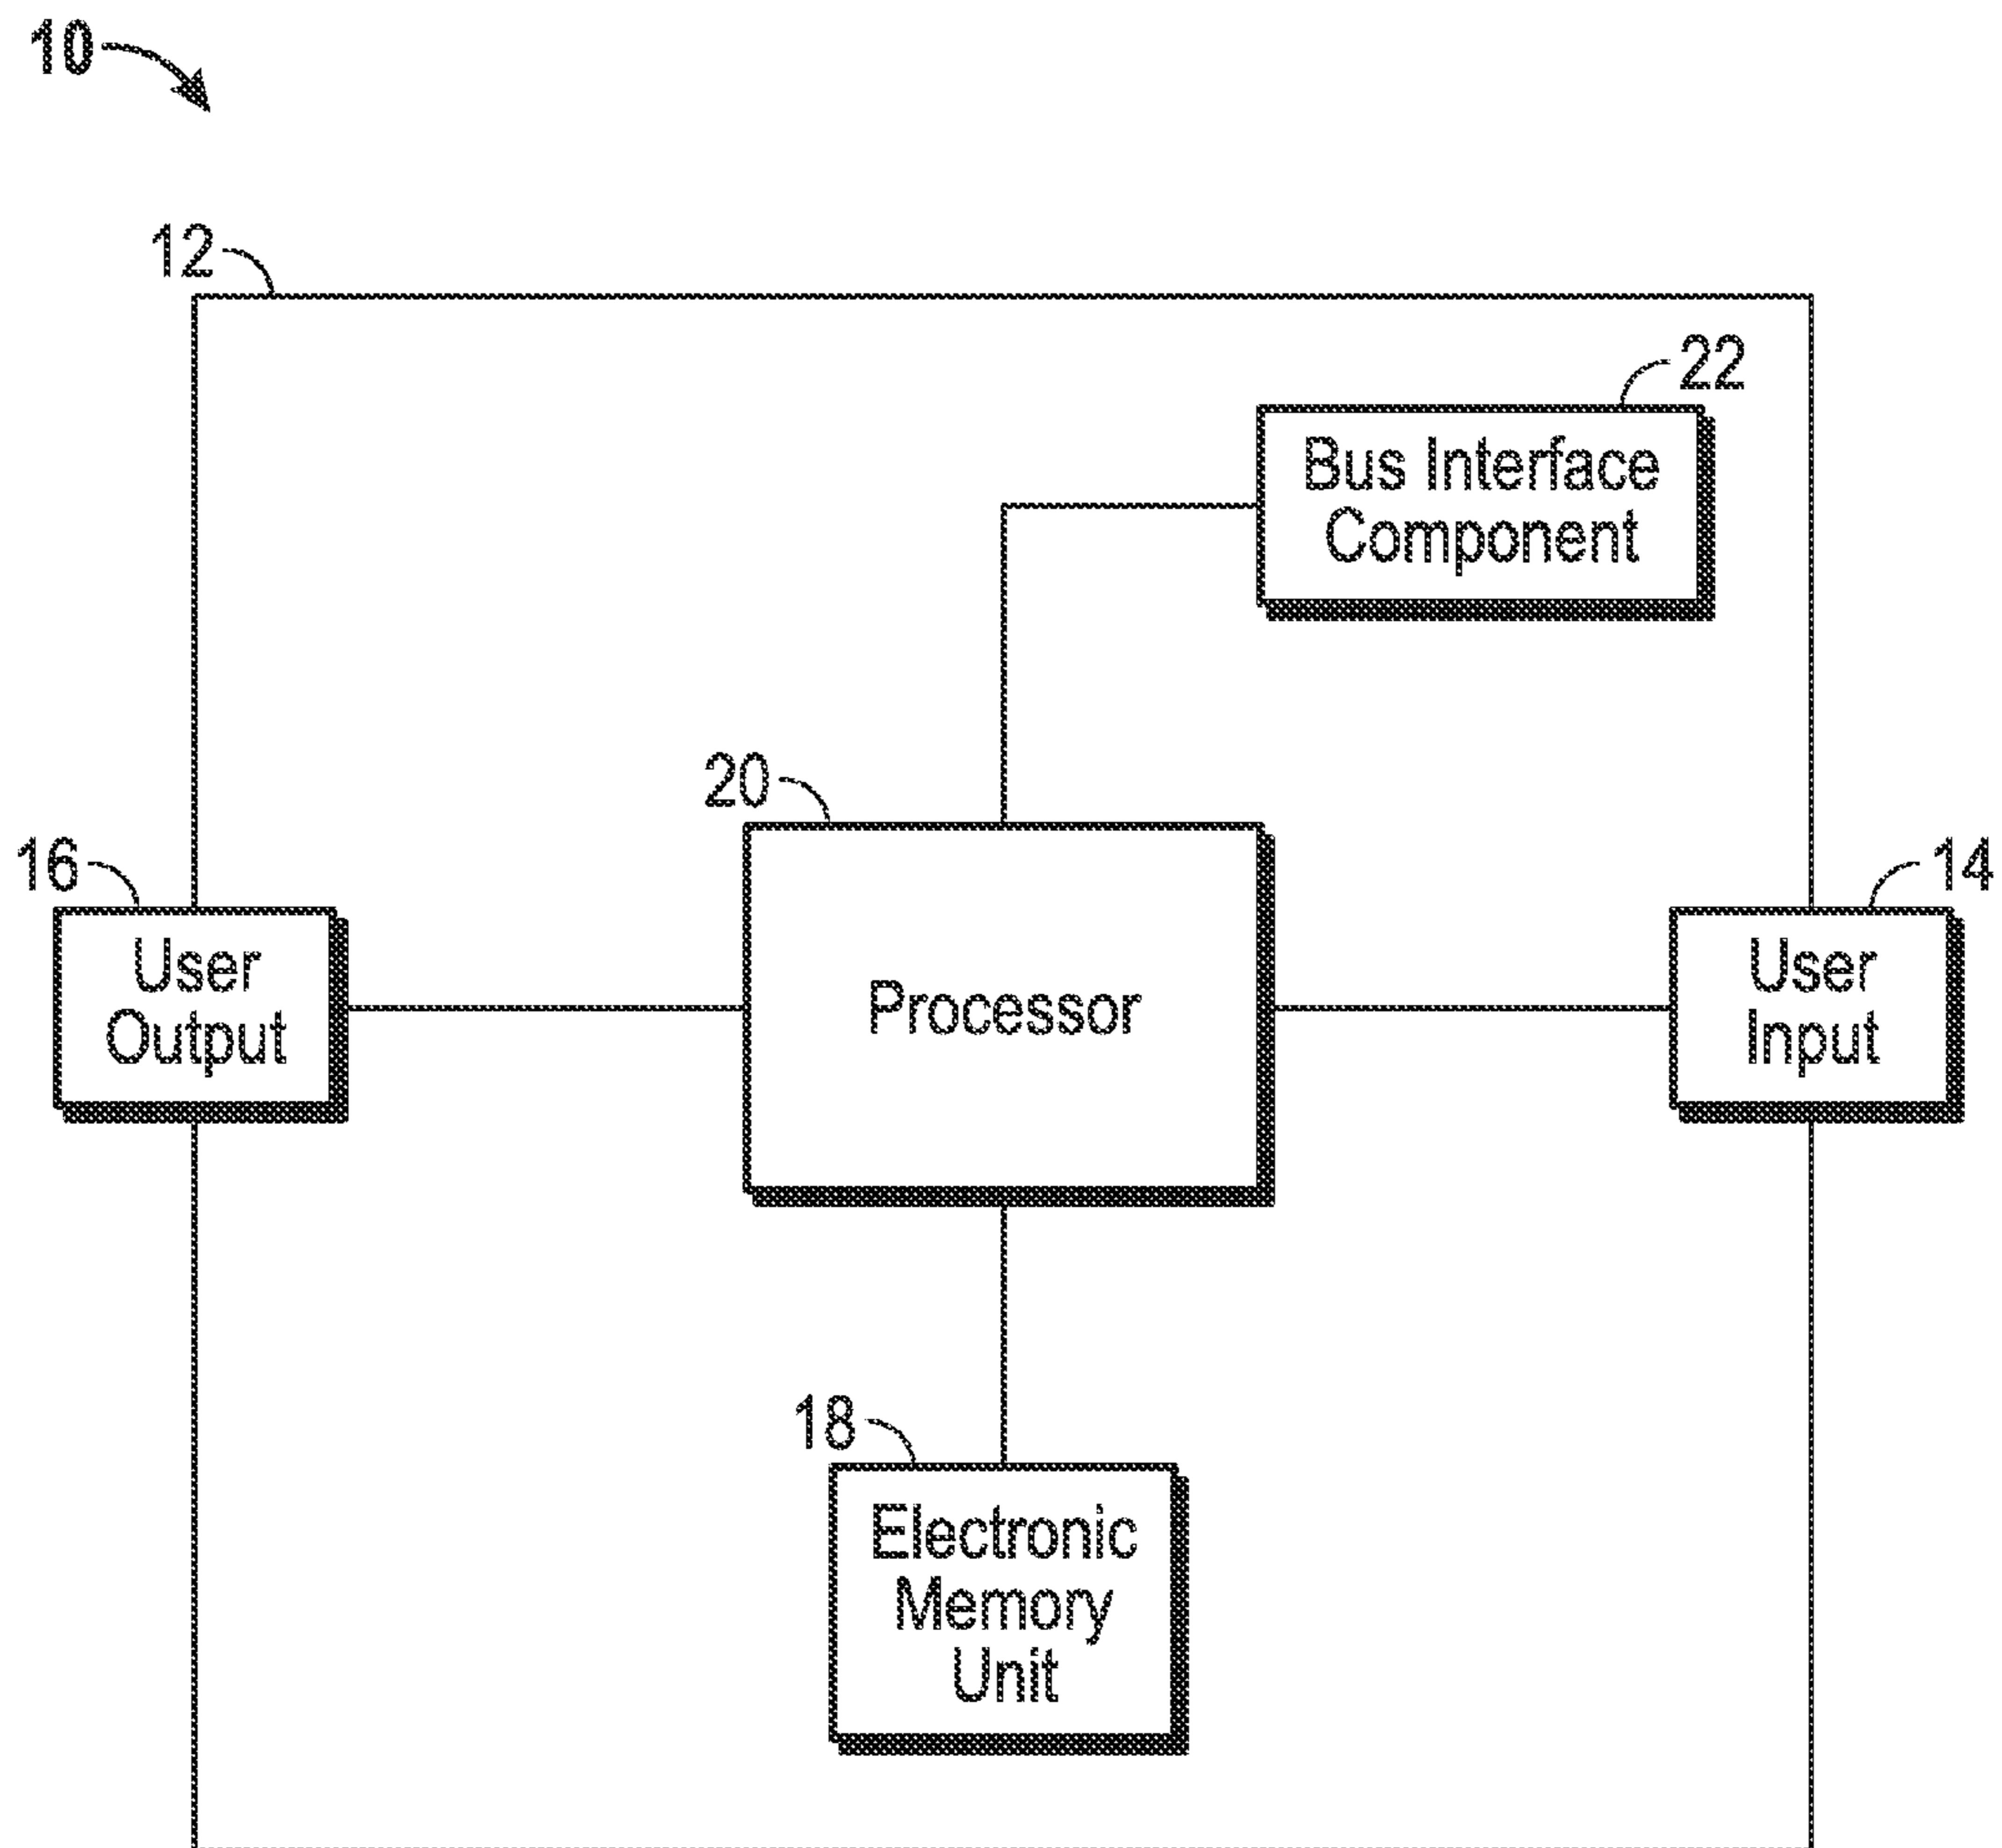 10
12
22
Bus Interface
Component
20
16
14
User
Output
Processor
User
Input
18
Electronic
Memory
Unit